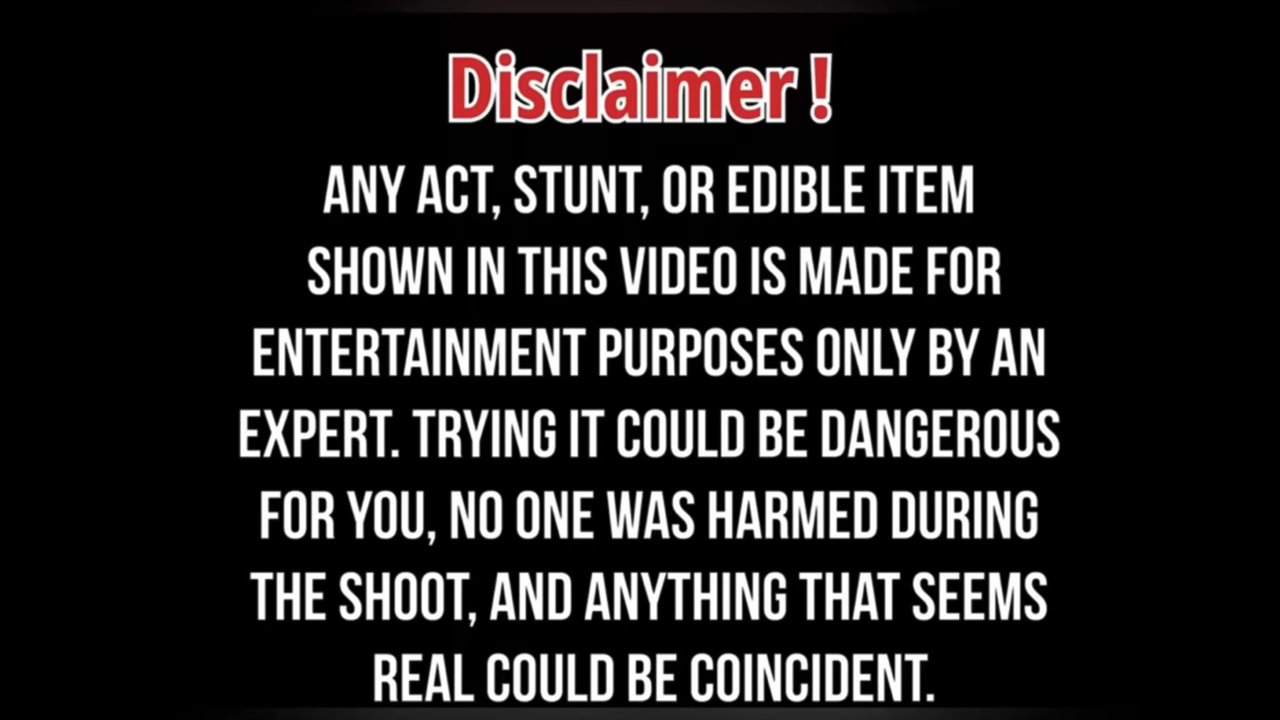 Disclaimer !
ANY ACT, STUNT, OR EDIBLE ITEM
SHOWN IN THIS VIDEO IS MADE FOR
ENTERTAINMENT PURPOSES ONLY BY AN
EXPERT. TRYING IT COULD BE DANGEROUS
FOR YOU, NO ONE WAS HARMED DURING
THE SHOOT, AND ANYTHING THAT SEEMS
REAL COULD BE COINCIDENT.